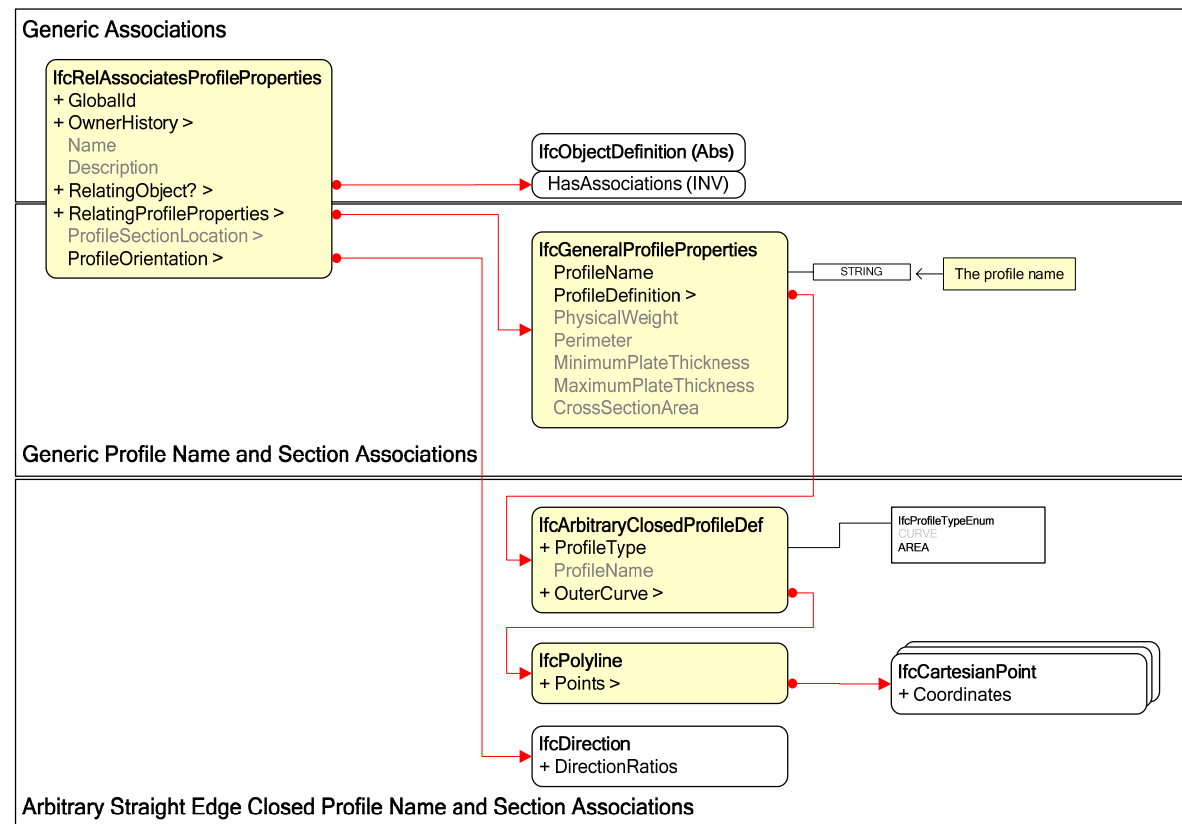 Generic Associations
IfcRelAssociatesProfileProperties
+ GlobalId
+ OwnerHistory >
Name
Description
+ RelatingObject? >
+ RelatingProfileProperties >
ProfileSectionLocation >
ProfileOrientation >
IfcObjectDefinition (Abs)
HasAssociations (INV)
IfcGeneralProfileProperties
ProfileName
ProfileDefinition >
PhysicalWeight
Perimeter
MinimumPlateThickness
MaximumPlateThickness
CrossSectionArea
STRING
The profile name
Generic Profile Name and Section Associations
IfcArbitraryClosedProfileDef
+ ProfileType
ProfileName
+ OuterCurve >
IfcProfileTypeEnum
CURVE
AREA
IfcPolyline
+ Points >
IfcCartesianPoint
+ Coordinates
IfcDirection
+ DirectionRatios
Arbitrary Straight Edge Closed Profile Name and Section Associations